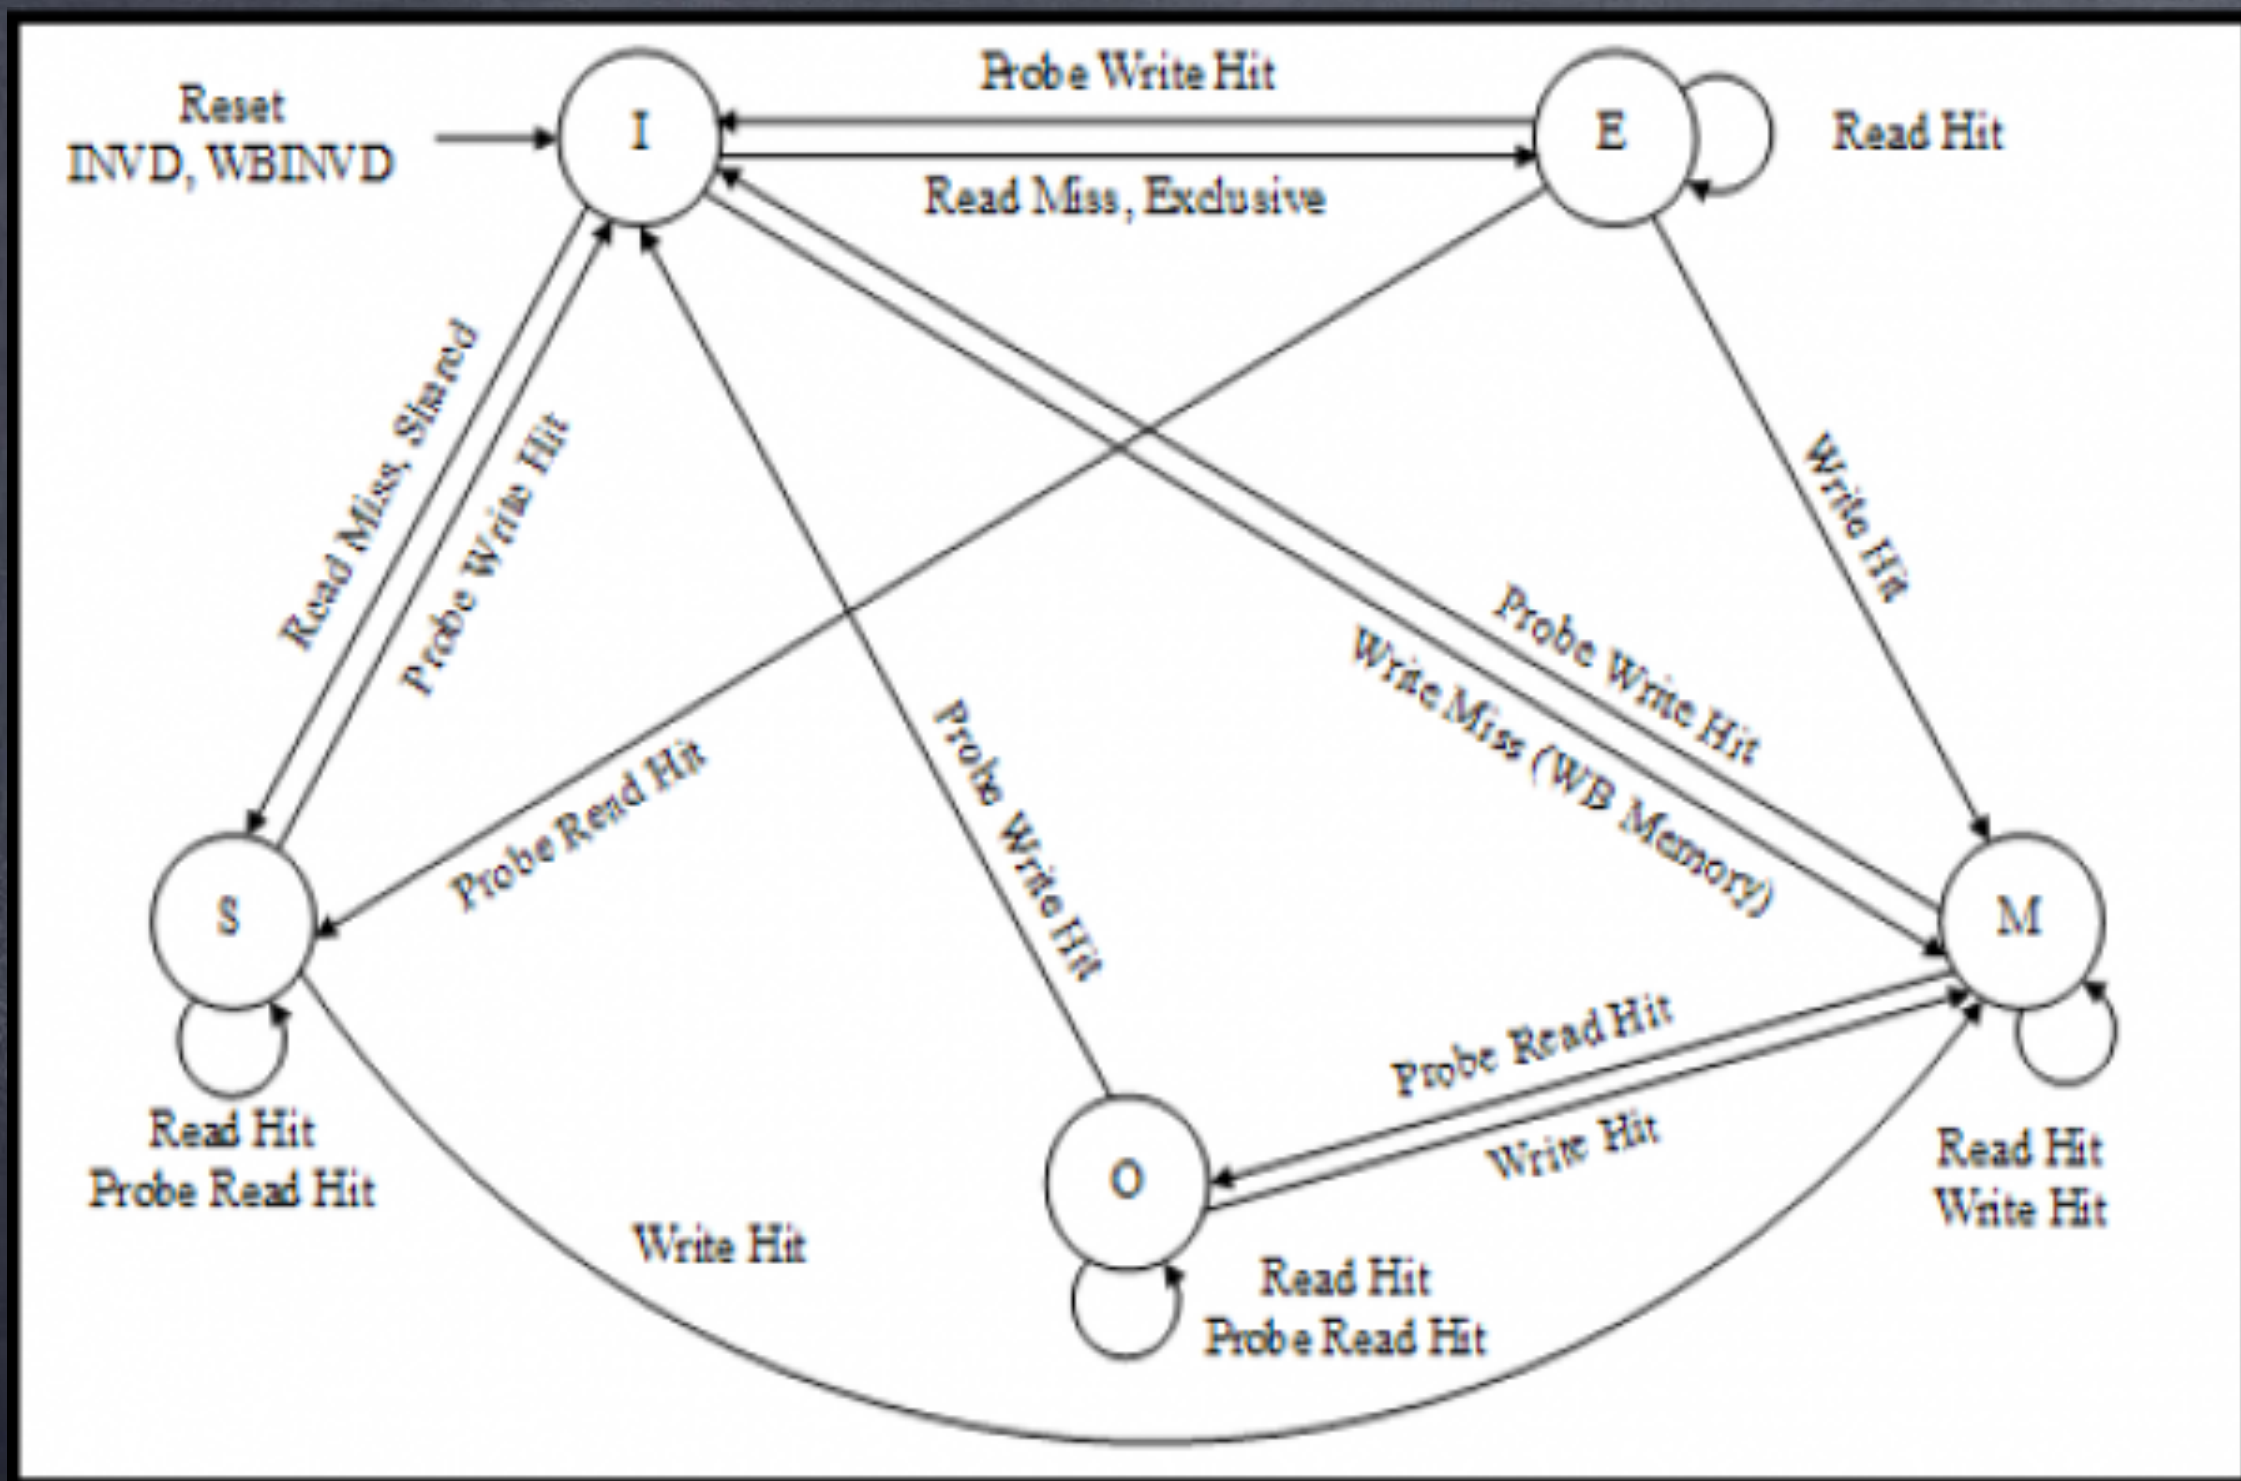 Probe Write Hit
Reset
INVD, WBINVD
I
E
Read Hit
Read Miss, Exclusive
Read Miss, Shared
Probe Write Hit
Write Hit
Probe Write Hit
Write Miss (WB Memory)
Probe Write Hit
Probe Read Hit
S
M
Probe Read Hit
Write Hit
Read Hit
Probe Read Hit
O
Read Hit
Write Hit
Write Hit
Read Hit
Probe Read Hit